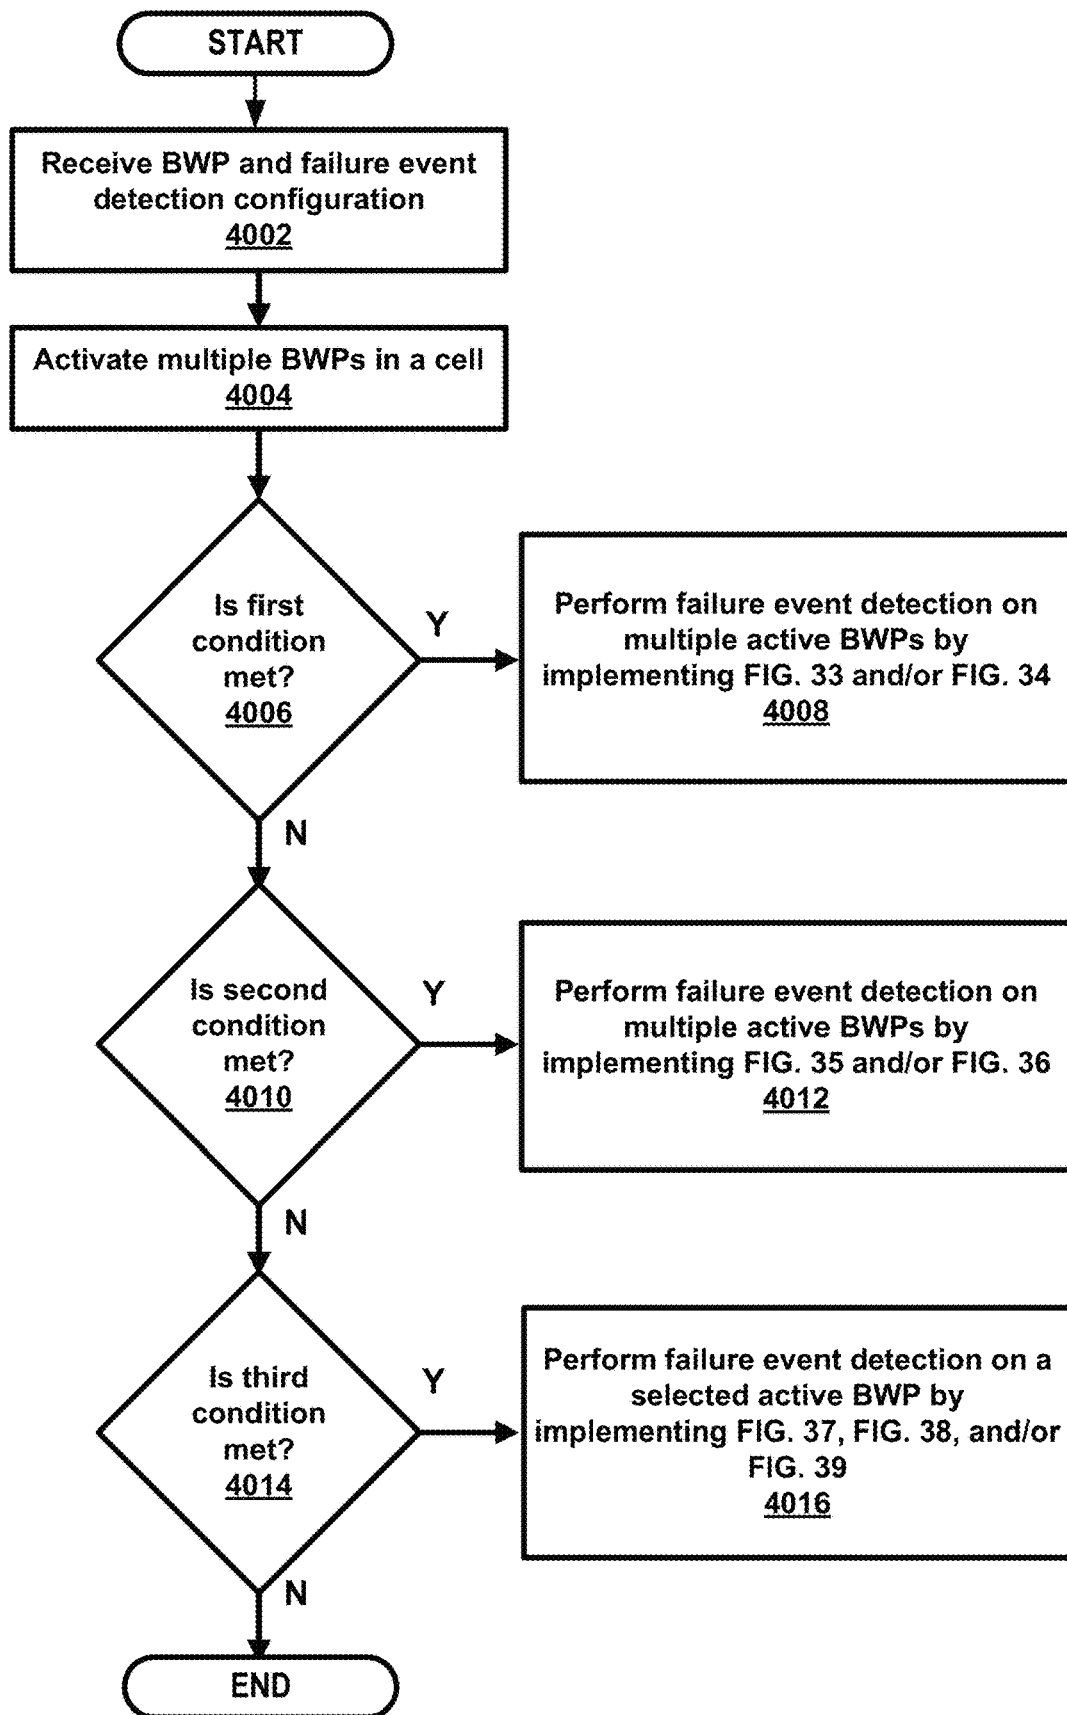 START
Receive BWP and failure event
detection configuration
4002
Activate multiple BWPs in a cell
4004
Is first
condition
met?
4006
Y
Perform failure event detection on
multiple active BWPs by
implementing FIG. 33 and/or FIG. 34
4008
N
Is second
condition
met?
4010
Y
Perform failure event detection on
multiple active BWPs by
implementing FIG. 35 and/or FIG. 36
4012
N
Is third
condition
met?
4014
Y
Perform failure event detection on a
selected active BWP by
implementing FIG. 37, FIG. 38, and/or
FIG. 39
4016
N
END